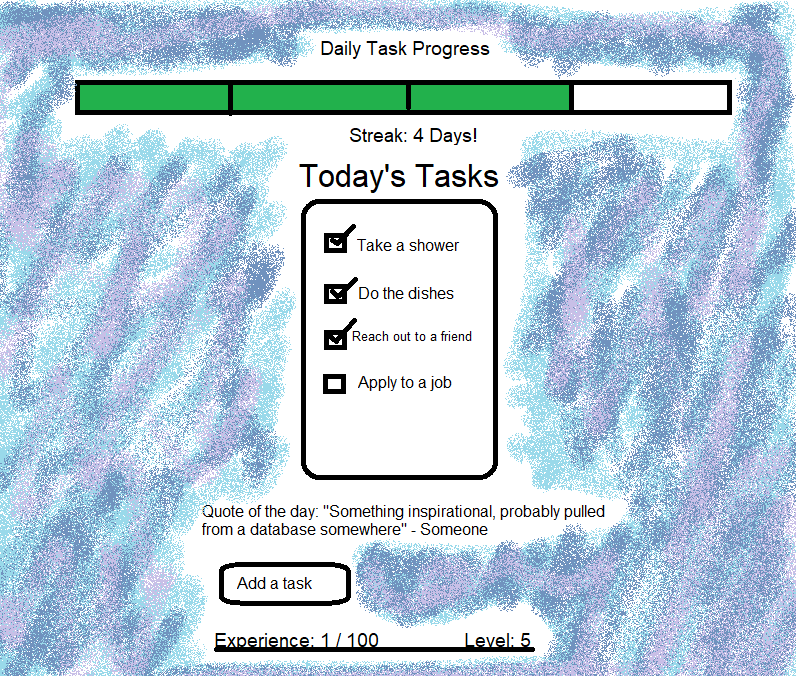 Daily Task Progress
Streak: 4 Days!
Today's Tasks
Take a shower
Do the dishes
Reach out to a friend
Apply to a job
Quote of the day: "Something inspirational, probably pulled
from a database somewhere" - Someone
Add a task
Experience: 1 / 100 Level: 5